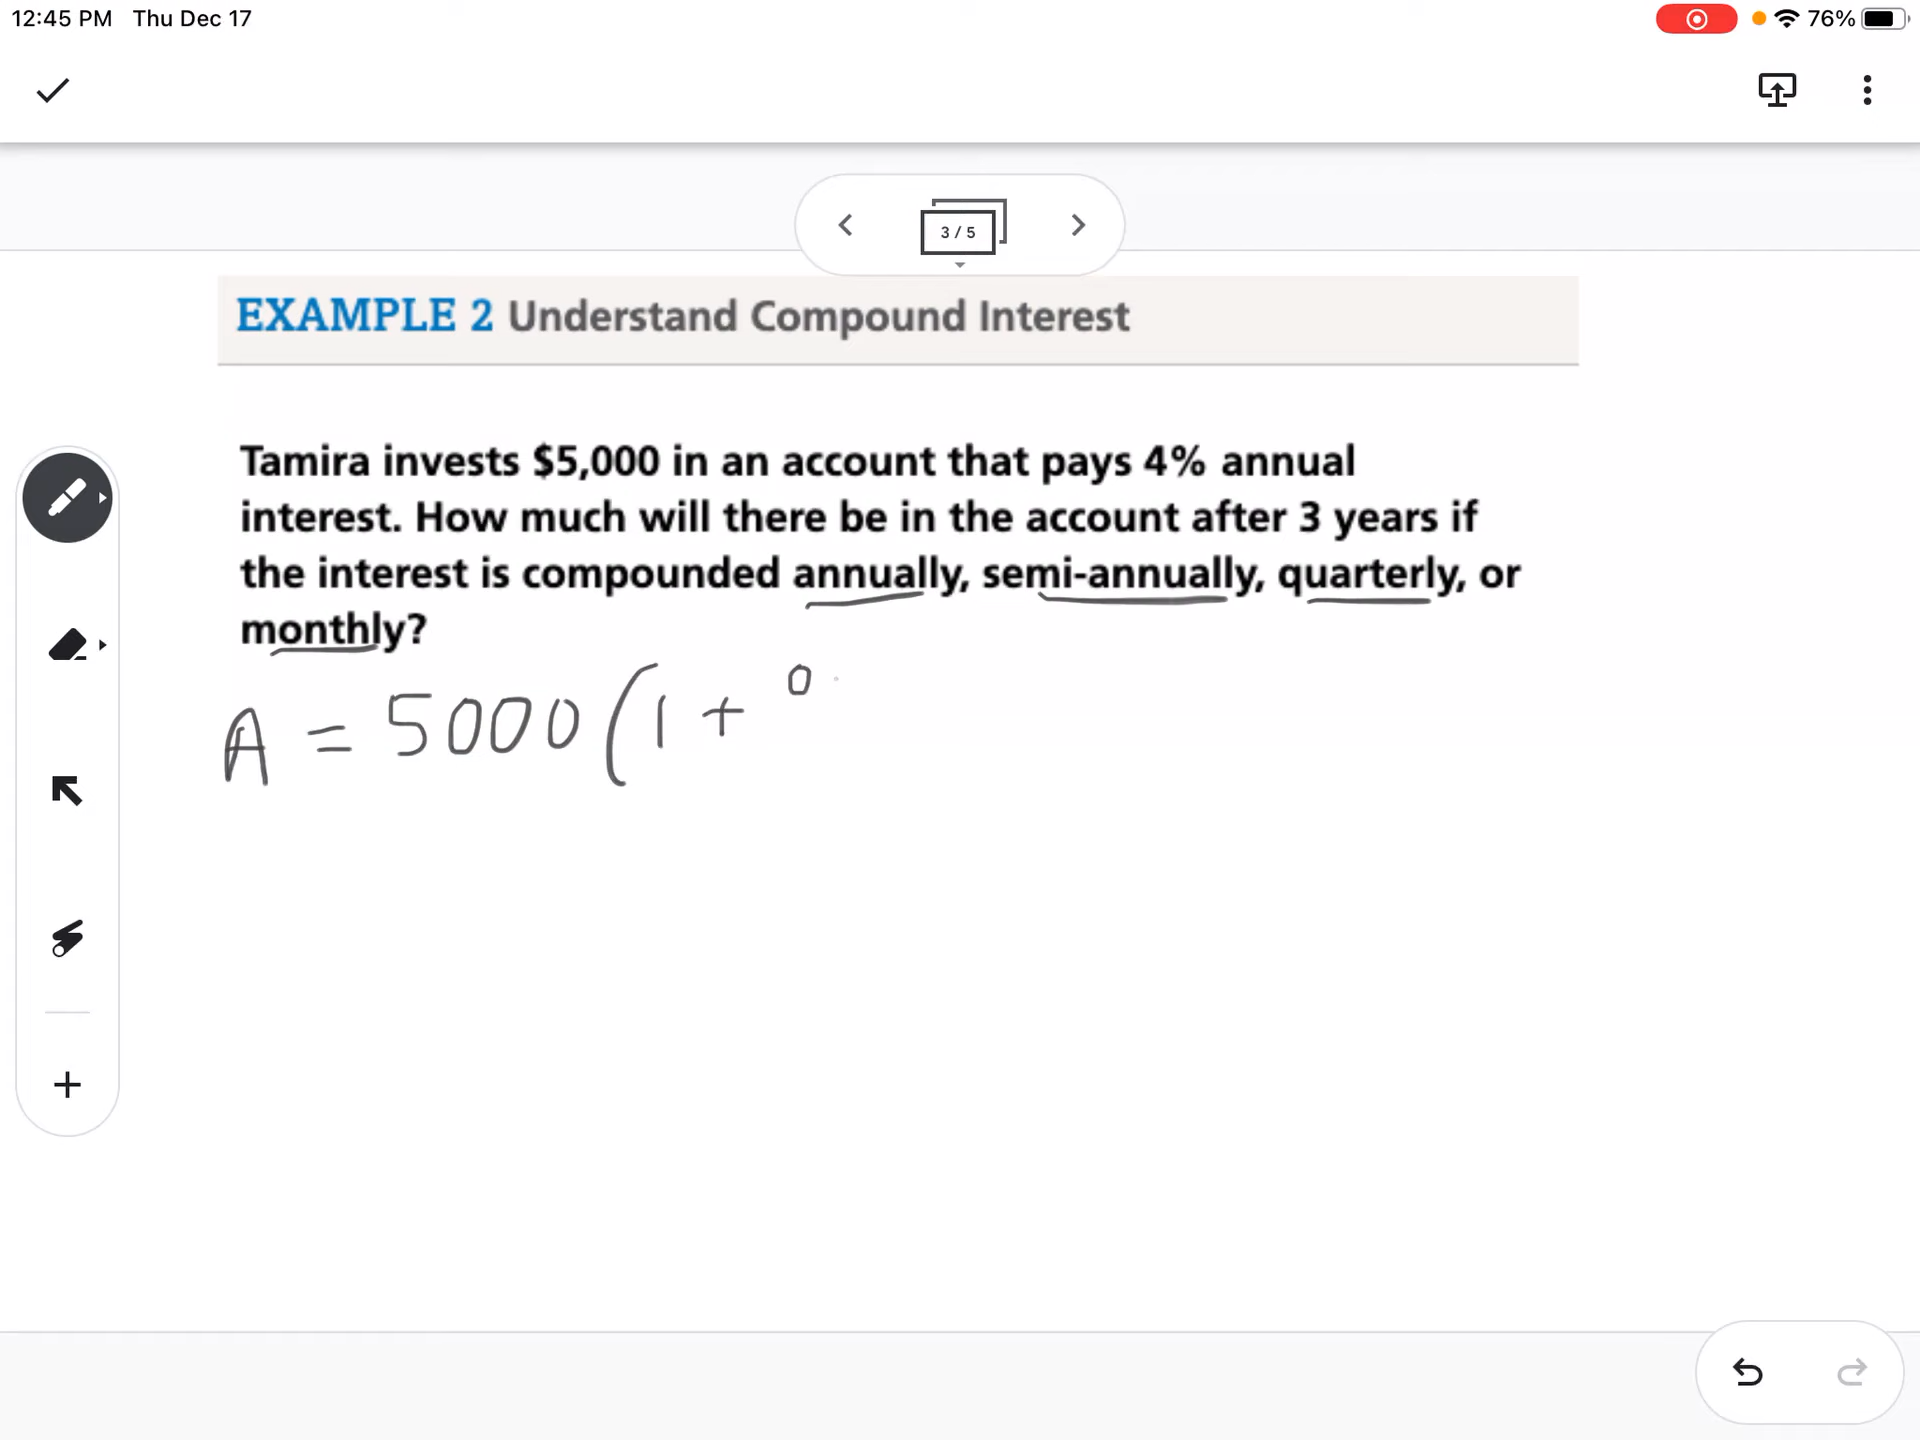 12:45 PM Thu Dec 17
76%
3 / 5
EXAMPLE 2 Understand Compound Interest
Tamira invests $5,000 in an account that pays 4% annual
interest. How much will there be in the account after 3 years if
the interest is compounded annually, semi-annually, quarterly, or
monthly?
A = 5000 (1 + 0.